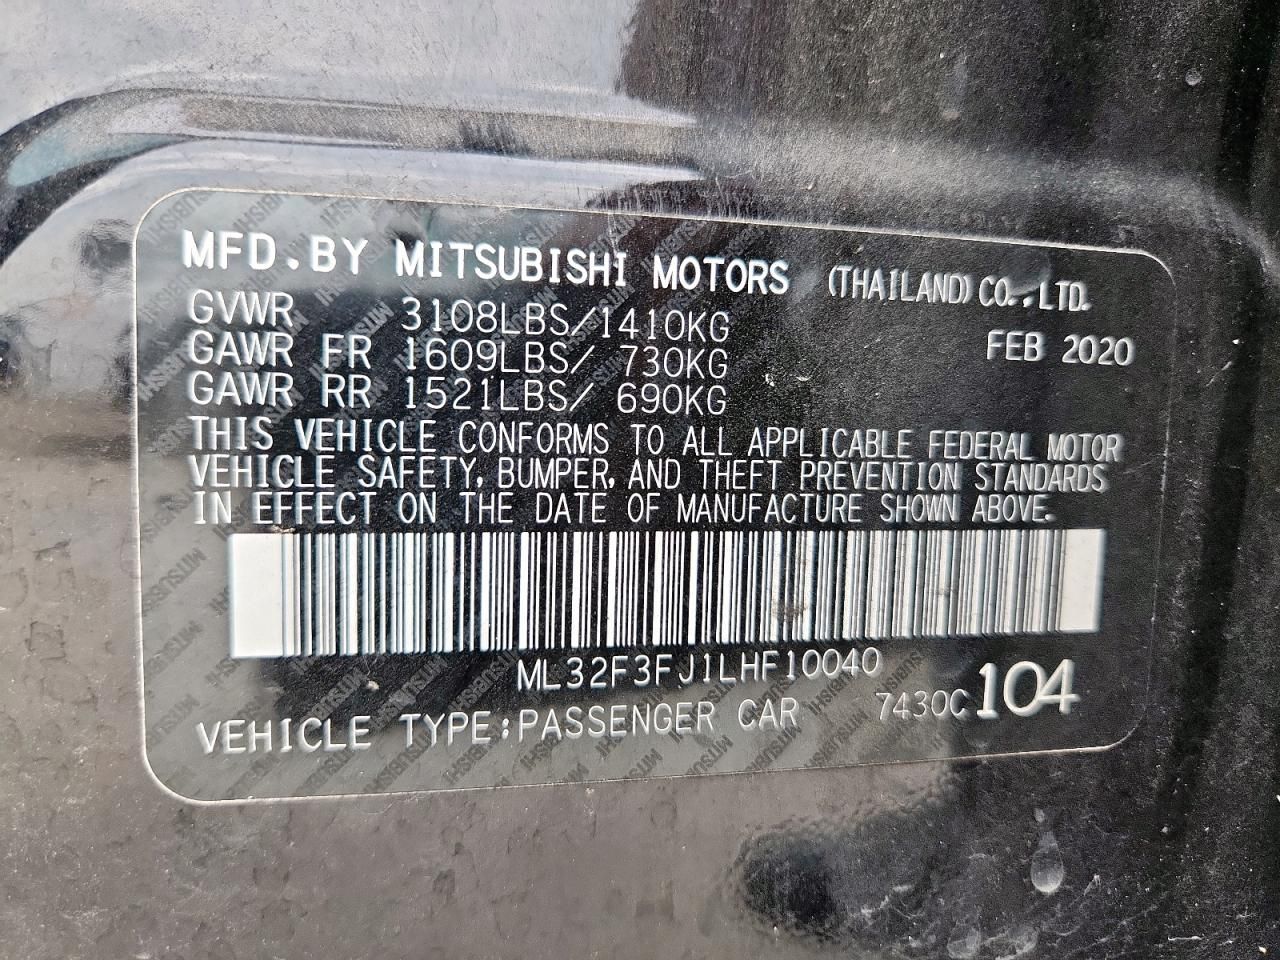 MFD.BY MITSUBISHI MOTORS (THAILAND) CO.,LTD.
GVWR 3108LBS/1410KG FEB 2020
GAWR FR 1609LBS/ 730KG
GAWR RR 1521LBS/ 690KG
THIS VEHICLE CONFORMS TO ALL APPLICABLE FEDERAL MOTOR
VEHICLE SAFETY, BUMPER, AND THEFT PREVENTION STANDARDS
IN EFFECT ON THE DATE OF MANUFACTURE SHOWN ABOVE.
ML32F3FJ1LHF10040
VEHICLE TYPE:PASSENGER CAR 7430C 104